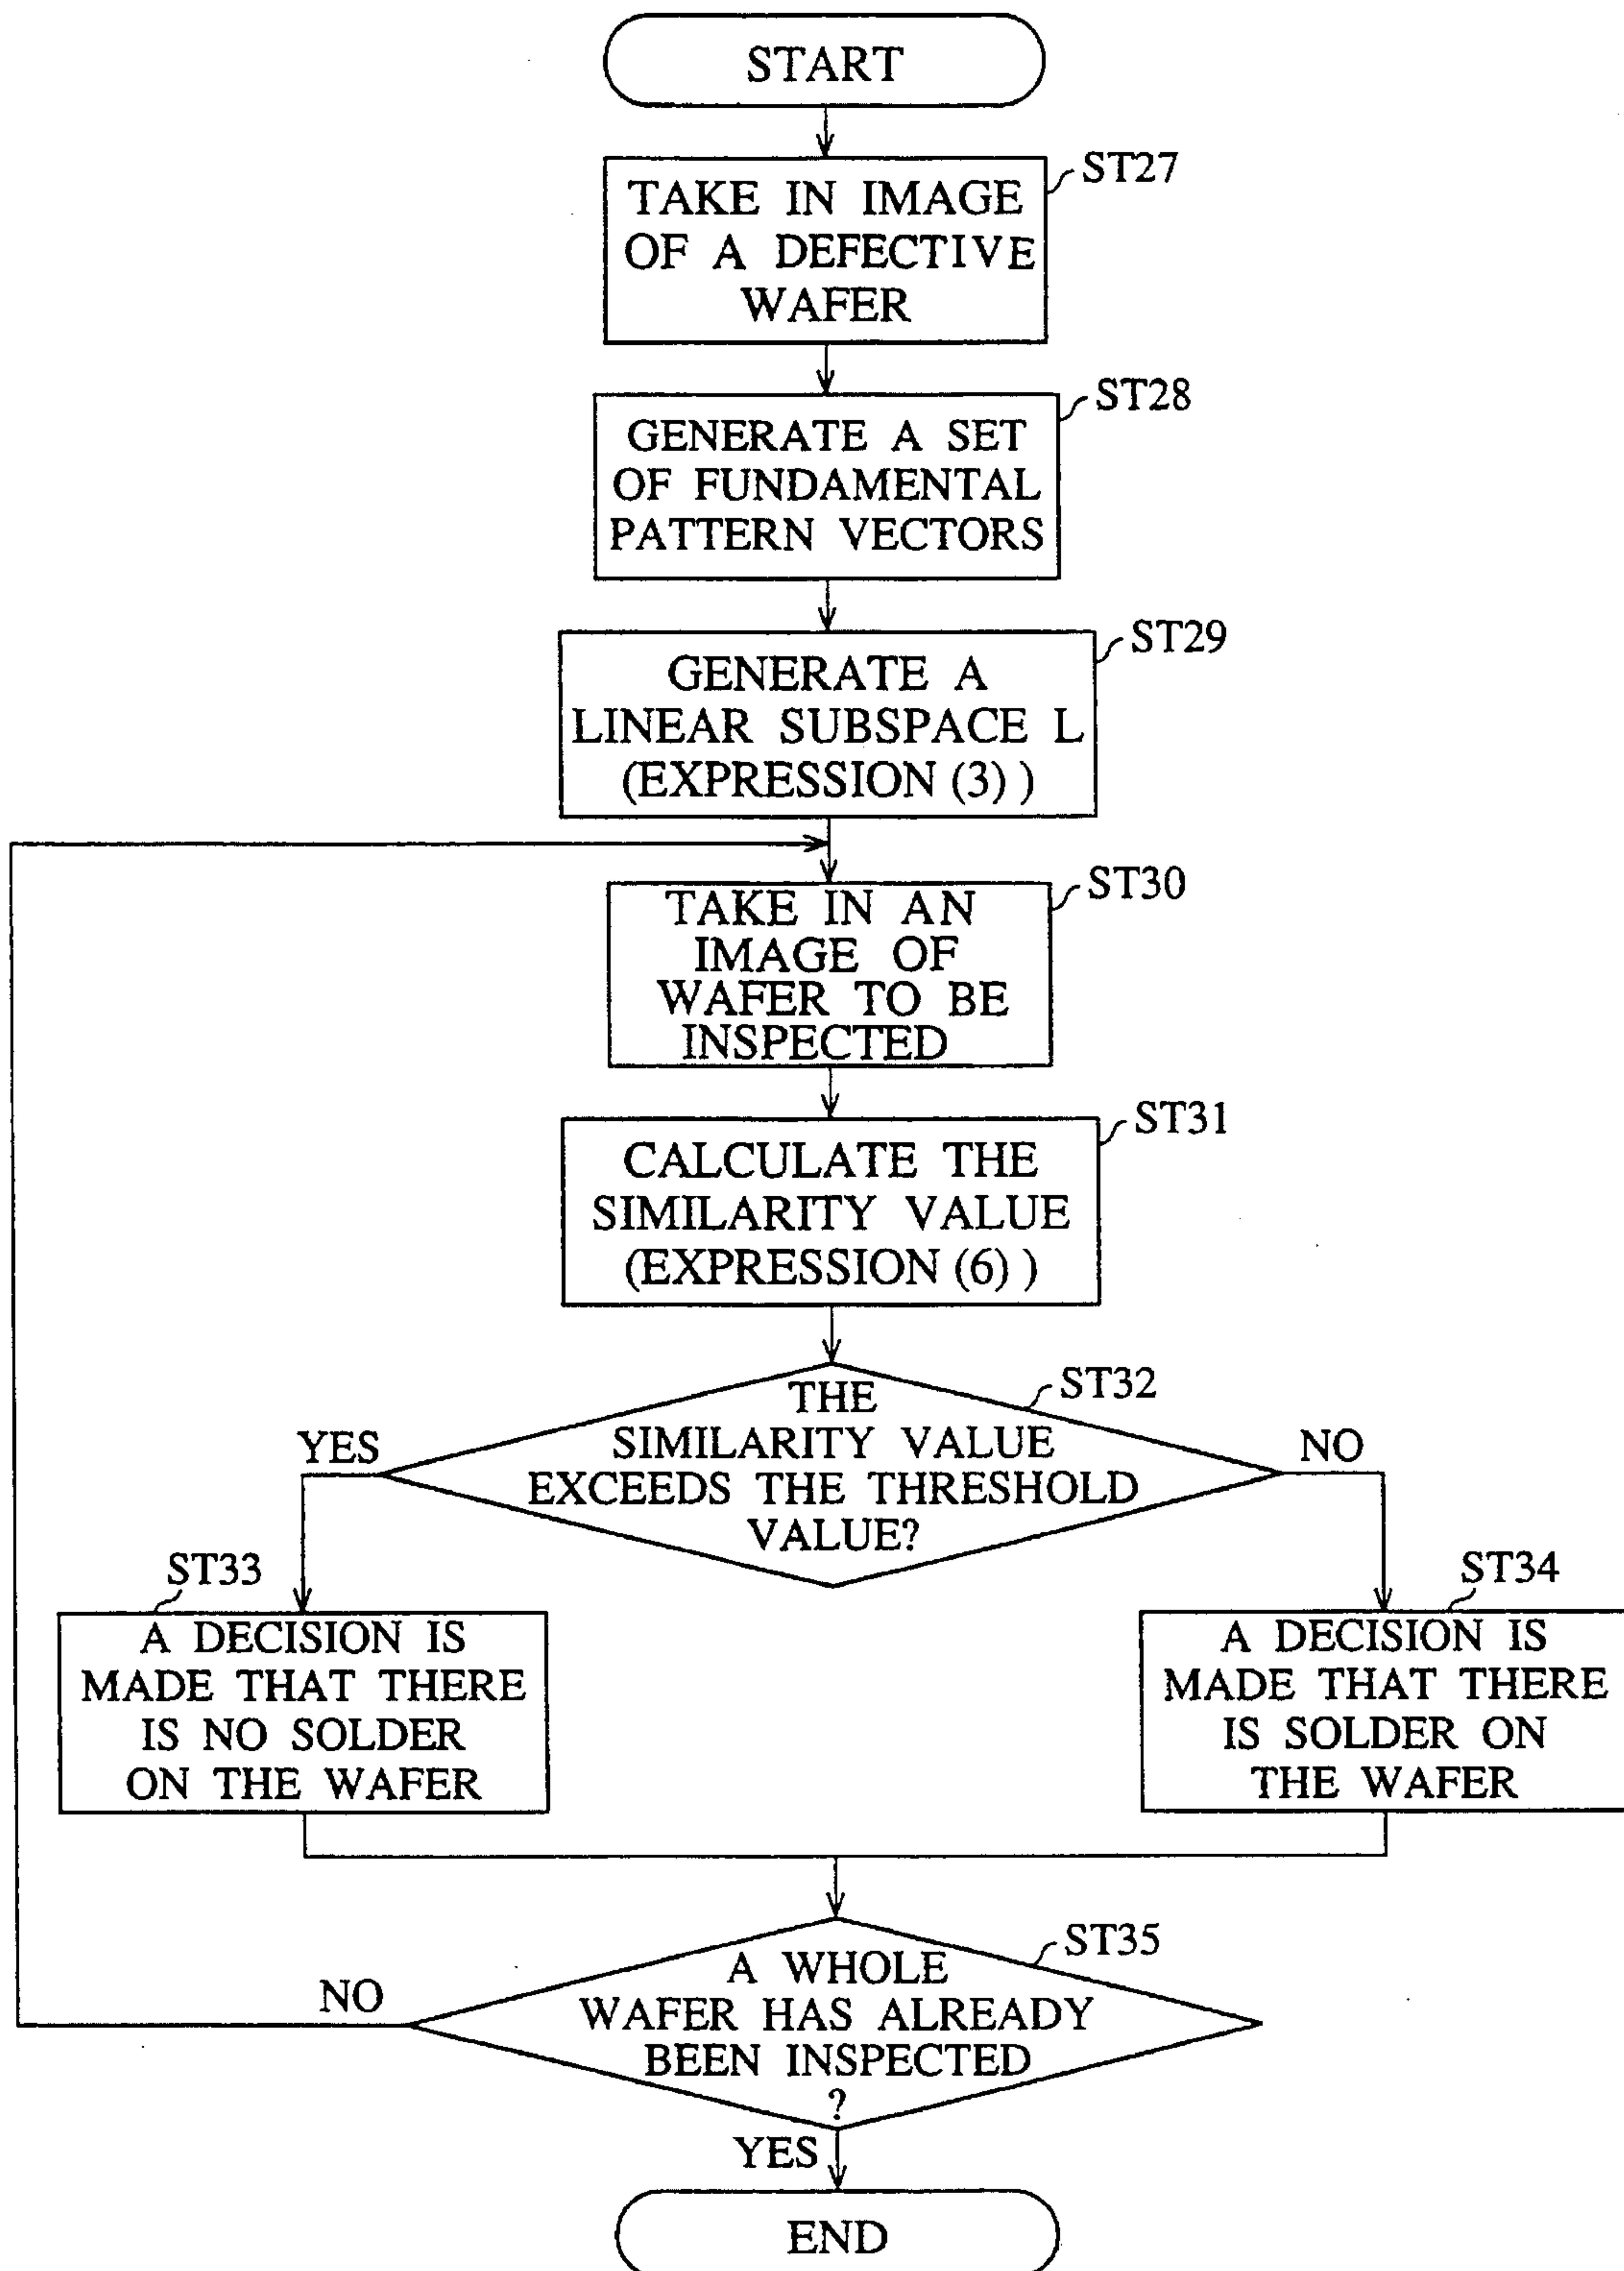 START
ST27
TAKE IN IMAGE
OF A DEFECTIVE
WAFER
ST28
GENERATE A SET
OF FUNDAMENTAL
PATTERN VECTORS
ST29
GENERATE A
LINEAR SUBSPACE L
(EXPRESSION (3) )
ST30
TAKE IN AN
IMAGE OF
WAFER TO BE
INSPECTED
ST31
CALCULATE THE
SIMILARITY VALUE
(EXPRESSION (6) )
ST32
THE
SIMILARITY VALUE
EXCEEDS THE THRESHOLD
VALUE?
YES
NO
ST33
A DECISION IS
MADE THAT THERE
IS NO SOLDER
ON THE WAFER
ST34
A DECISION IS
MADE THAT THERE
IS SOLDER ON
THE WAFER
ST35
A WHOLE
WAFER HAS ALREADY
BEEN INSPECTED
?
NO
YES
END